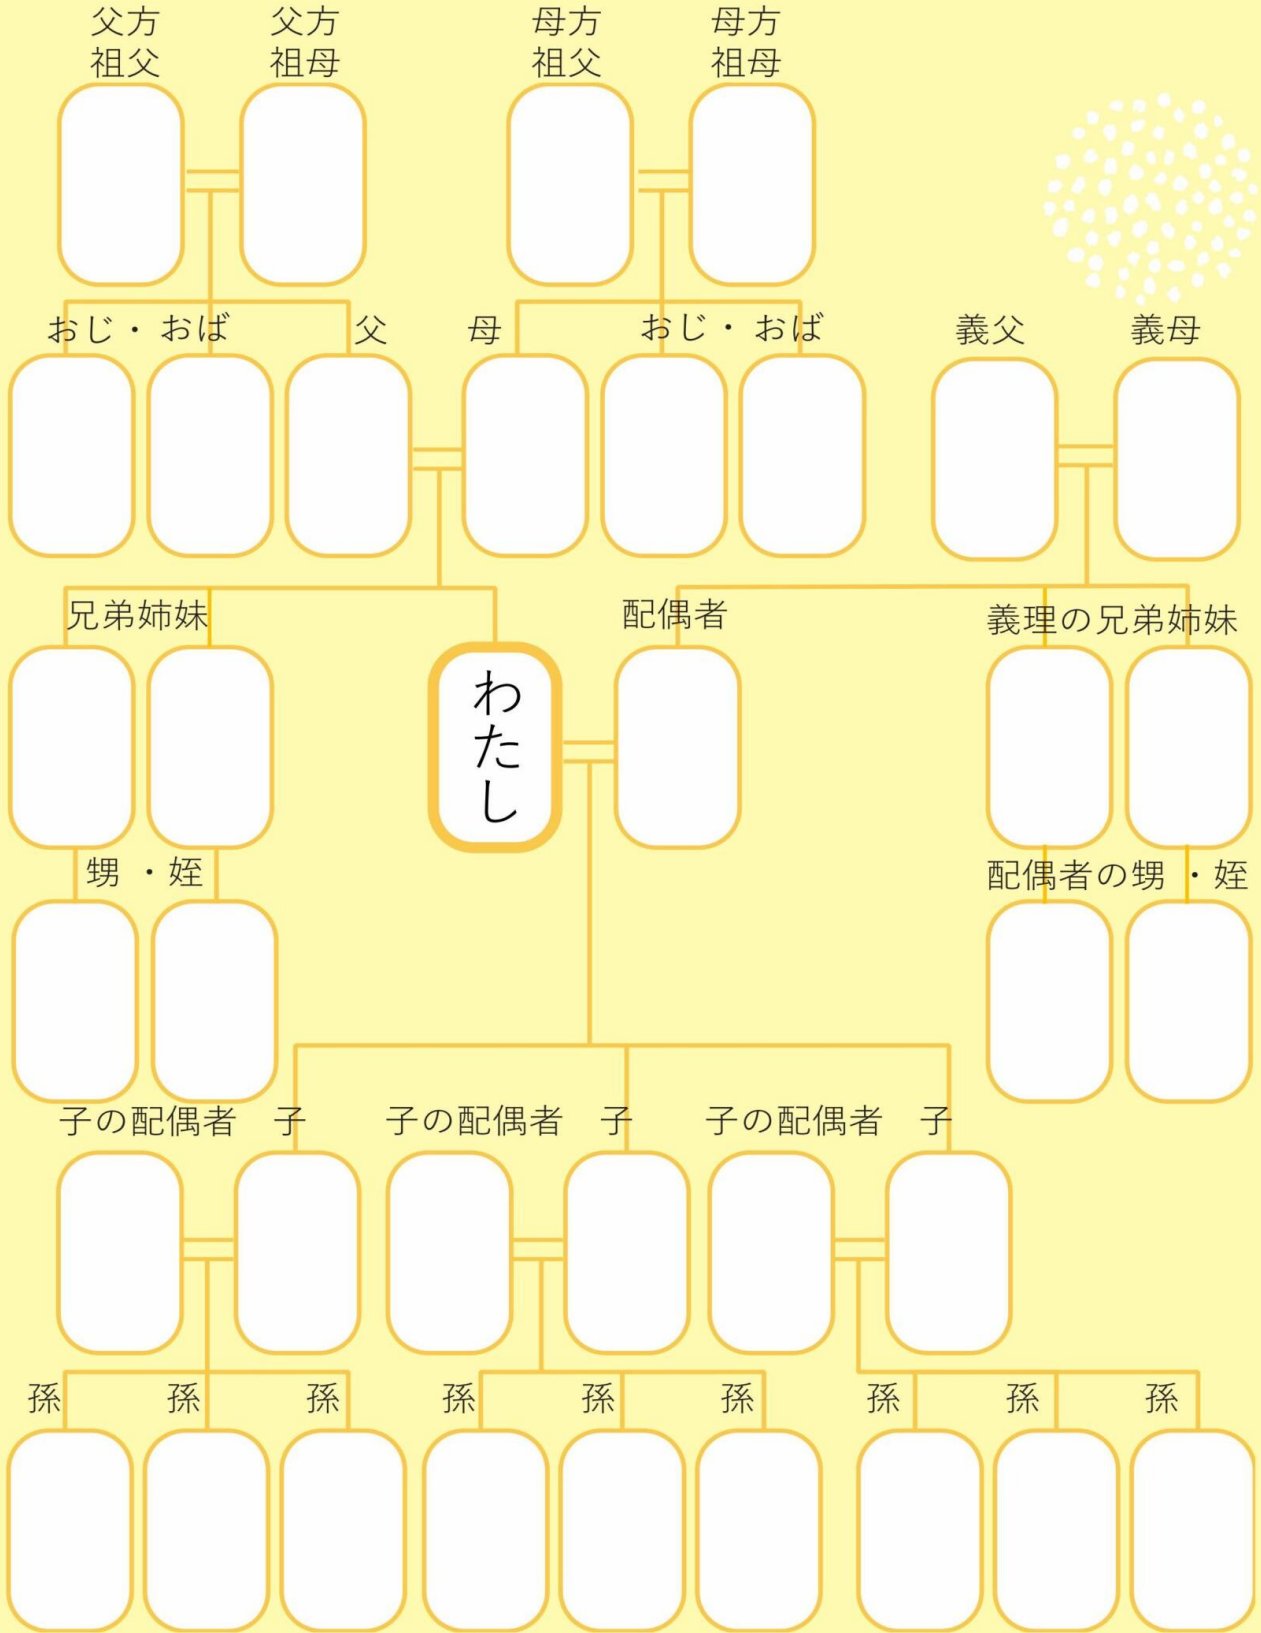 父方
祖父
父方
祖母
母方
祖父
母方
祖母
おじ・おば
父
母
おじ・おば
義父
義母
兄弟姉妹
わたし
配偶者
義理の兄弟姉妹
甥・姪
配偶者の甥・姪
子の配偶者
子
子の配偶者
子
子の配偶者
子
孫
孫
孫
孫
孫
孫
孫
孫
孫